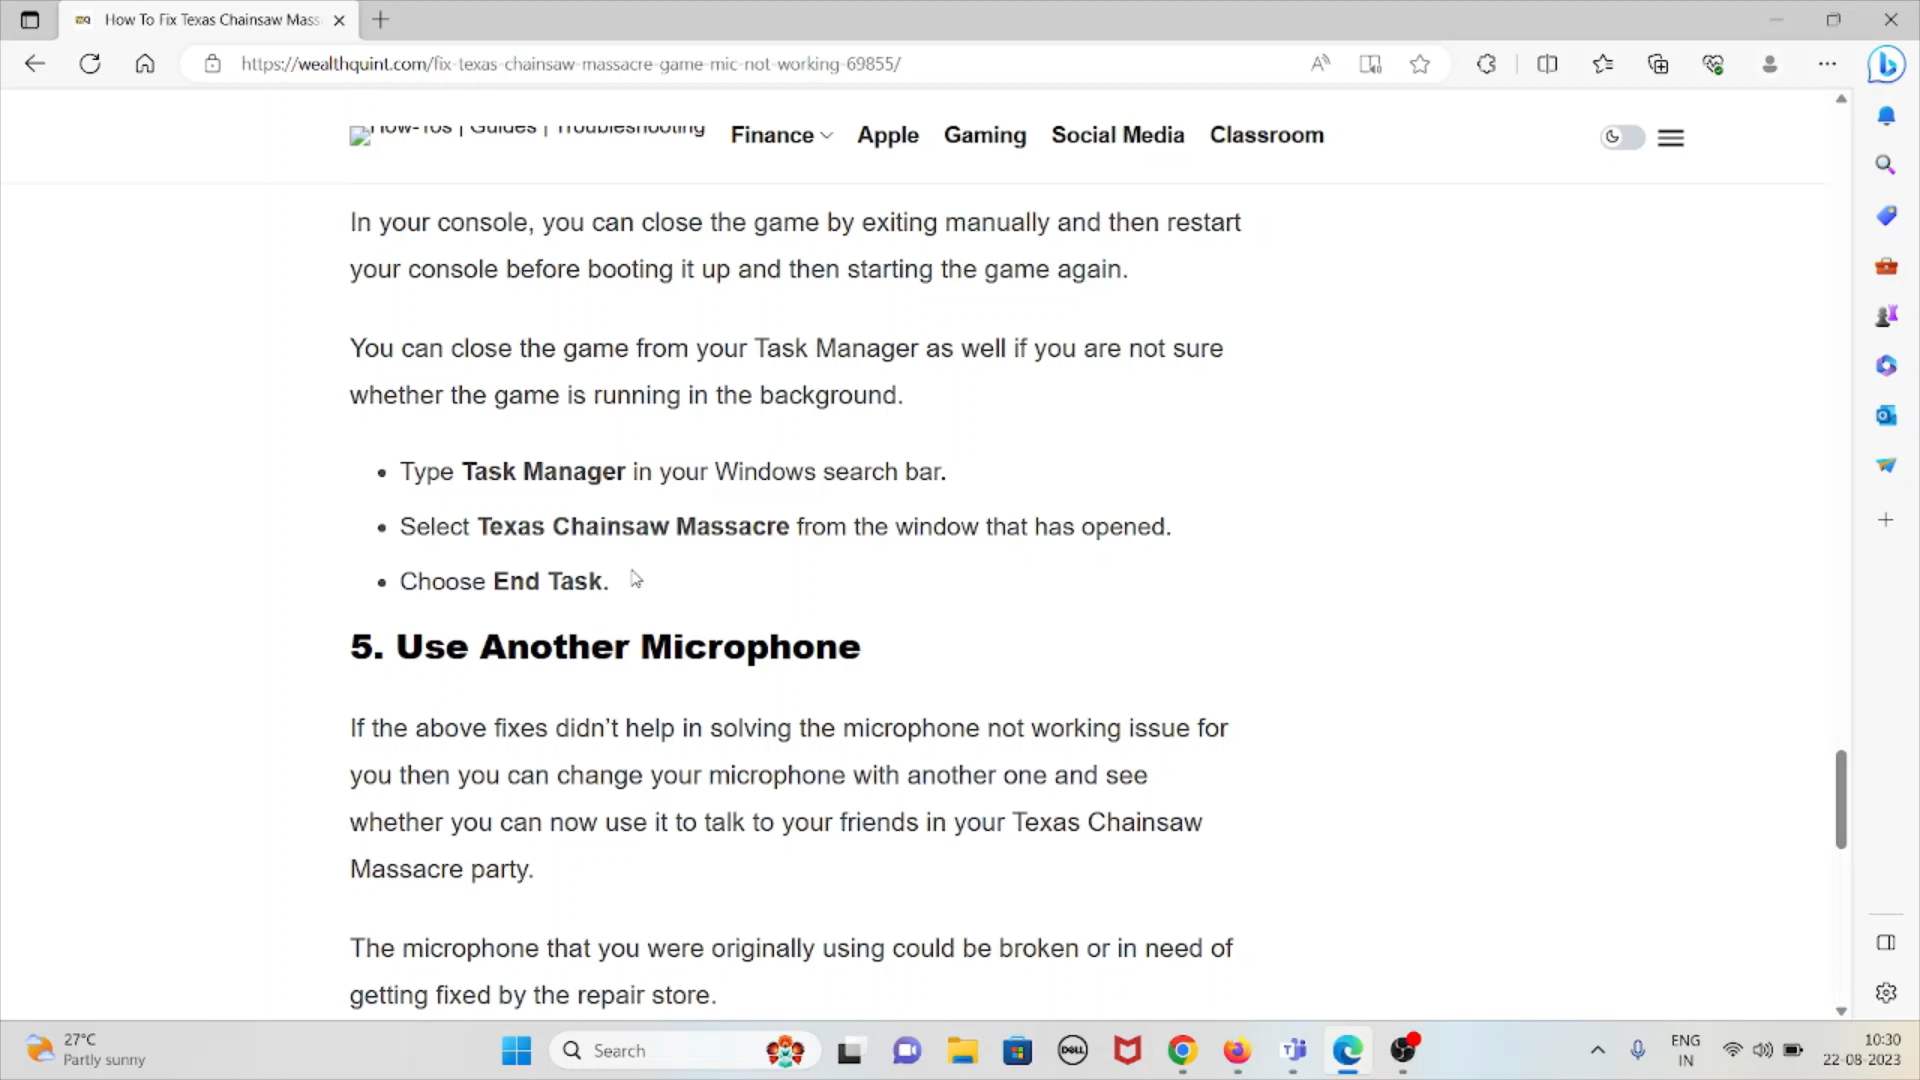 How To Fix Texas Chainsaw Mass
https://wealthquint.com/fix-texas-chainsaw-massacre-game-mic-not-working-69855/
How-Tos | Guides | Troubleshooting
Finance
Apple
Gaming
Social Media
Classroom
In your console, you can close the game by exiting manually and then restart
your console before booting it up and then starting the game again.
You can close the game from your Task Manager as well if you are not sure
whether the game is running in the background.
• Type Task Manager in your Windows search bar.
• Select Texas Chainsaw Massacre from the window that has opened.
• Choose End Task.
5. Use Another Microphone
If the above fixes didn’t help in solving the microphone not working issue for
you then you can change your microphone with another one and see
whether you can now use it to talk to your friends in your Texas Chainsaw
Massacre party.
The microphone that you were originally using could be broken or in need of
getting fixed by the repair store.
27°C
Partly sunny
Search
DELL
ENG
IN
10:30
22-08-2023